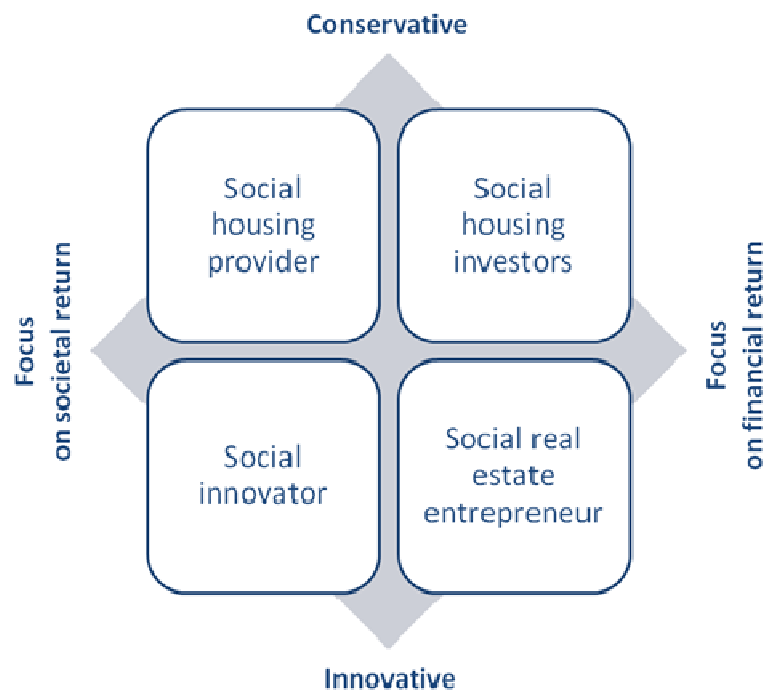 Conservative
Social
housing
provider
Social
housing
investors
Focus
on societal return
Focus
on financial return
Social
innovator
Social real
estate
entrepreneur
Innovative